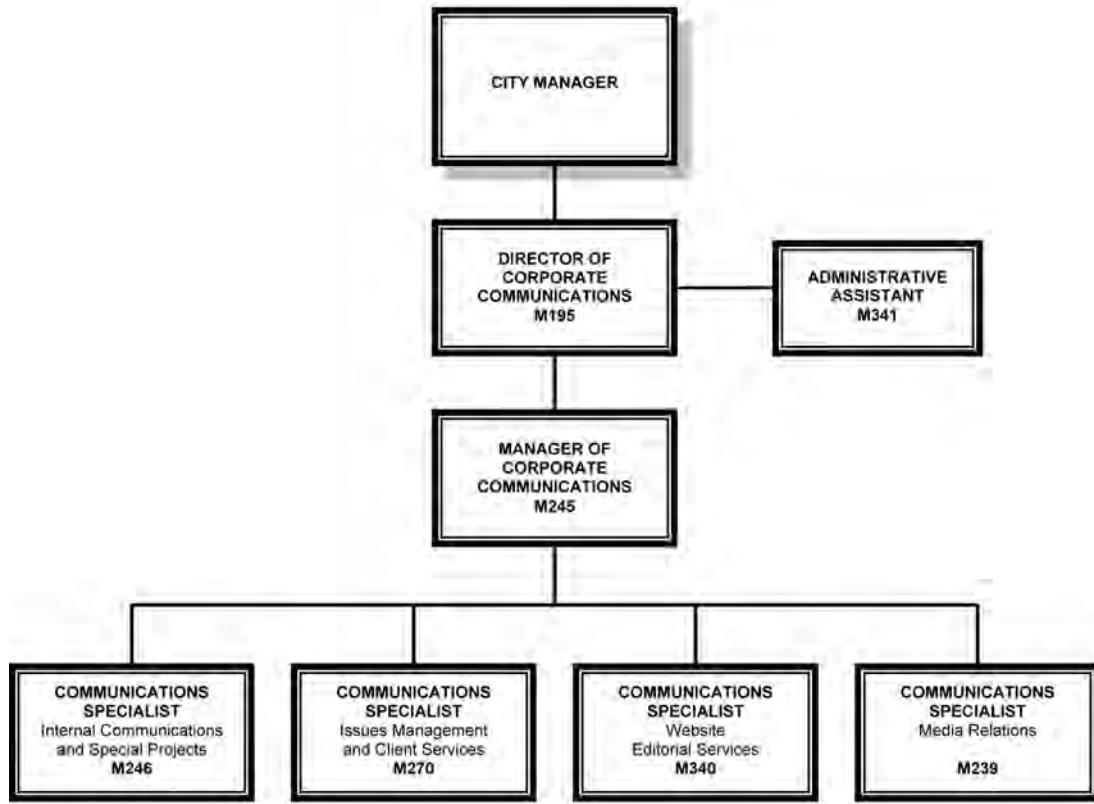 CITY MANAGER
DIRECTOR OF
CORPORATE
COMMUNICATIONS
M195
ADMINISTRATIVE
ASSISTANT
M341
MANAGER OF
CORPORATE
COMMUNICATIONS
M245
COMMUNICATIONS
SPECIALIST
Internal Communications
and Special Projects
M246
COMMUNICATIONS
SPECIALIST
Issues Management
and Client Services
M270
COMMUNICATIONS
SPECIALIST
Website
Editorial Services
M340
COMMUNICATIONS
SPECIALIST
Media Relations
M239